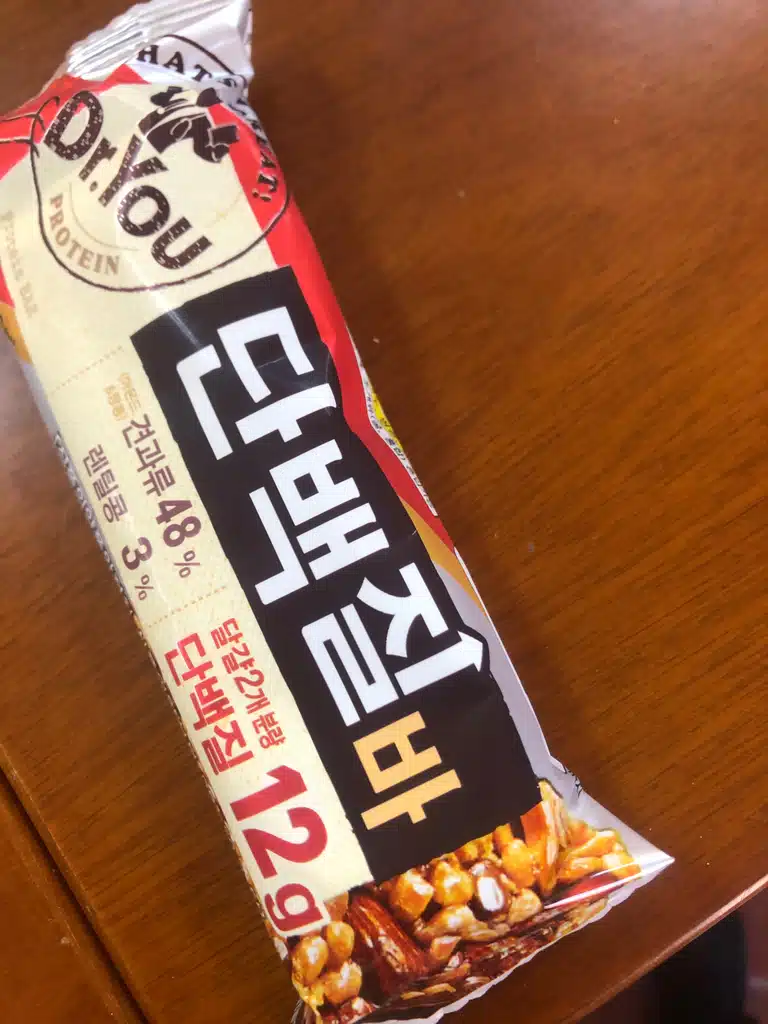 Dr.You
PROTEIN
단백질바
견과류 48%
렌틸콩 3%
달걀2개 분량
단백질 12g